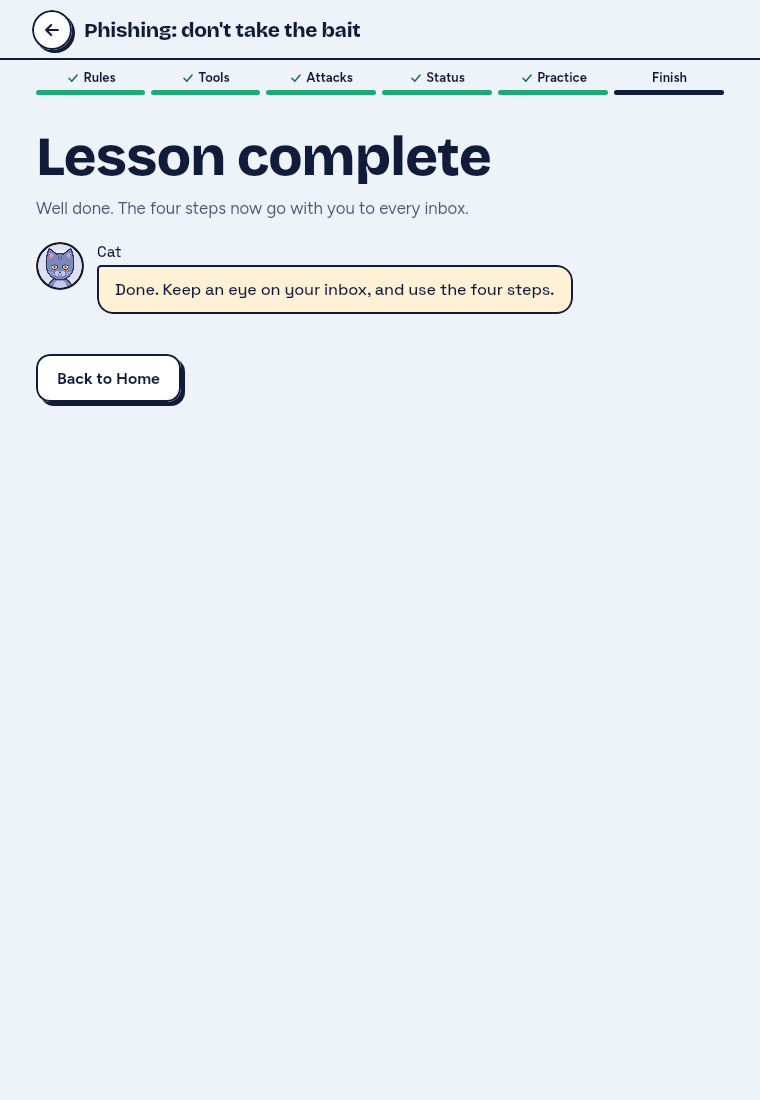 Phishing: don't take the bait
Rules
Tools
Attacks
Status
Practice
Finish
Lesson complete
Well done. The four steps now go with you to every inbox.
Cat
Done. Keep an eye on your inbox, and use the four steps.
Back to Home